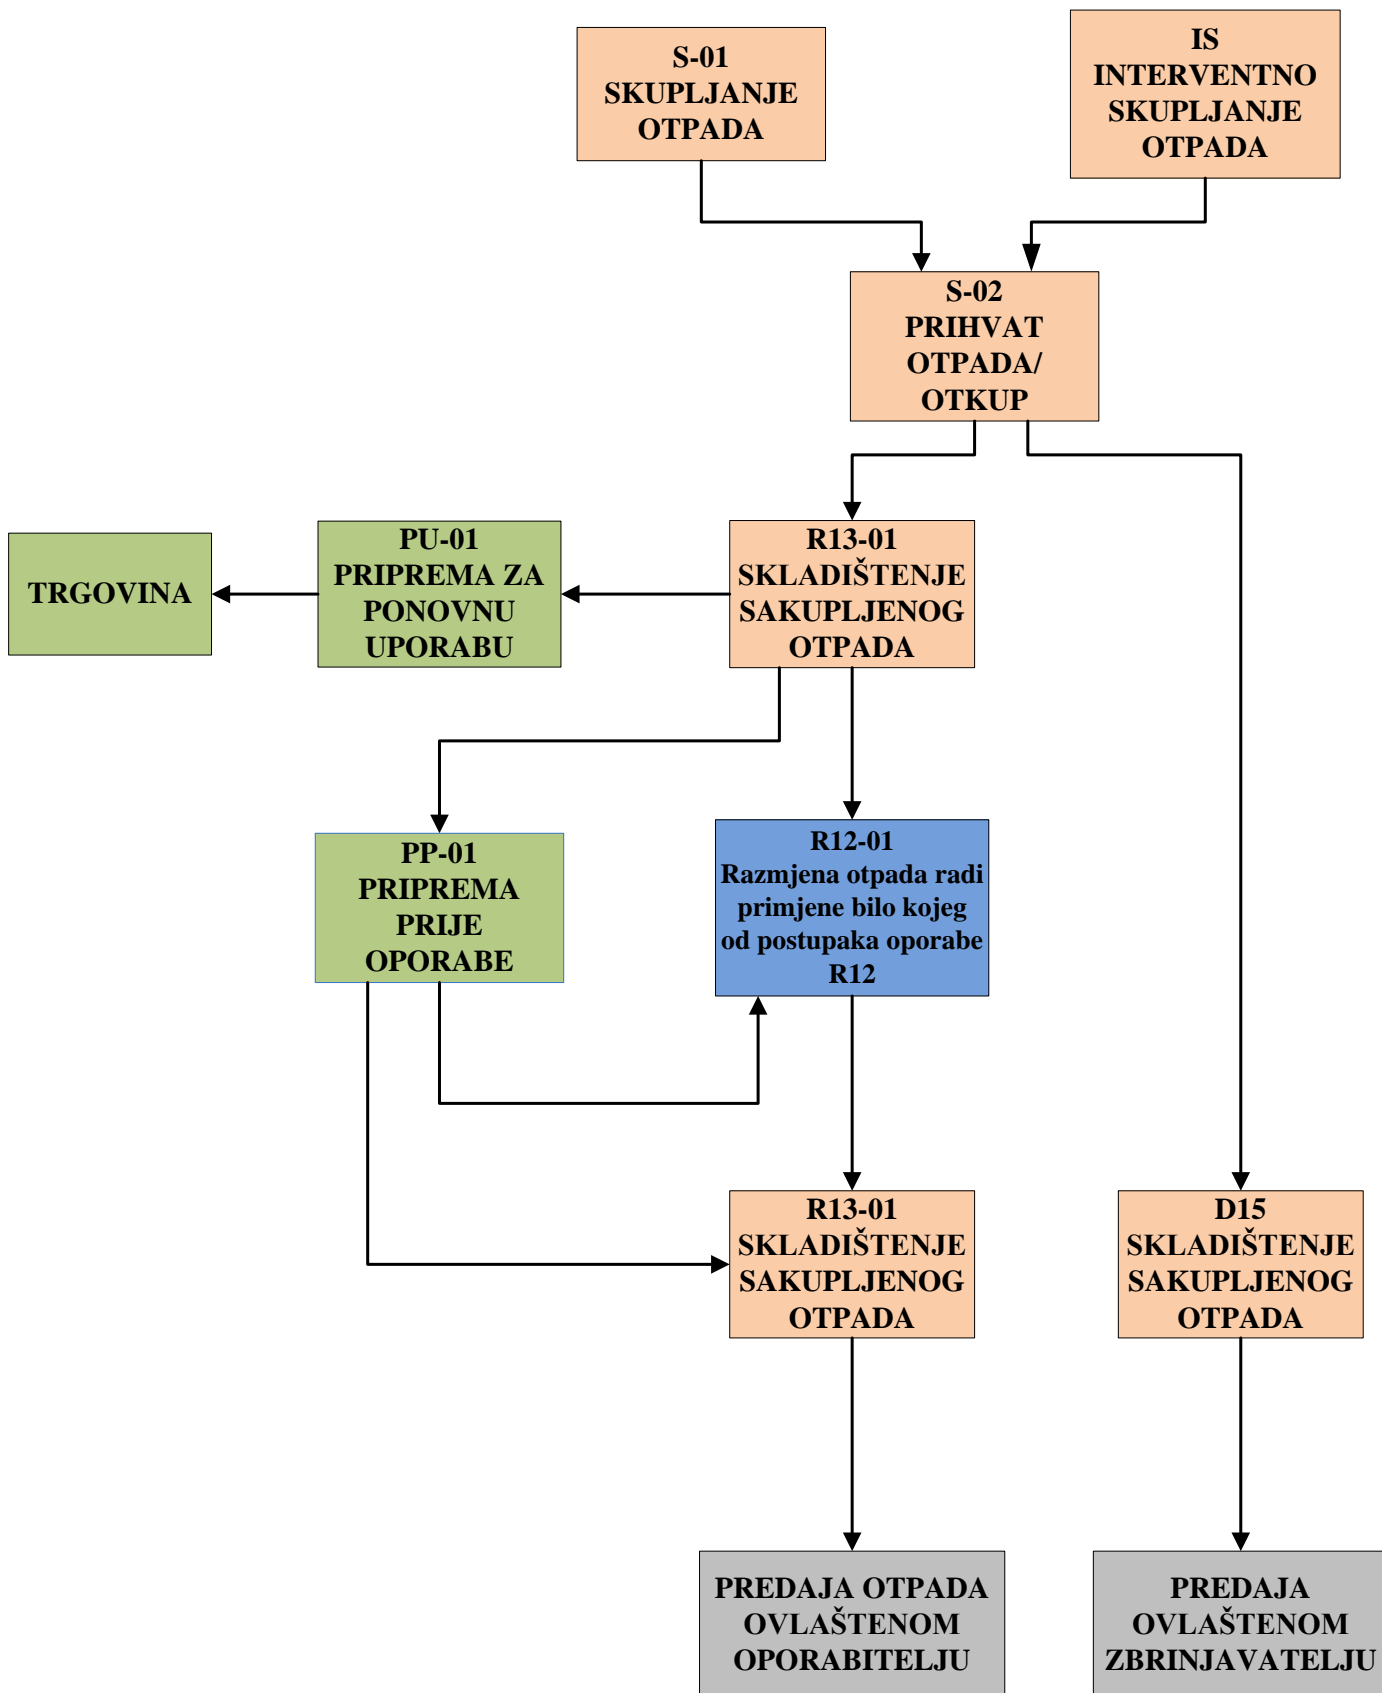 S-01
SKUPLJANJE
OTPADA
IS
INTERVENTNO
SKUPLJANJE
OTPADA
S-02
PRIHVAT
OTPADA/
OTKUP
TRGOVINA
PU-01
PRIPREMA ZA
PONOVNU
UPORABU
R13-01
SKLADIŠTENJE
SAKUPLJENOG
OTPADA
PP-01
PRIPREMA
PRIJE
OPORABE
R12-01
Razmjena otpada radi
primjene bilo kojeg
od postupaka oporabe
R12
R13-01
SKLADIŠTENJE
SAKUPLJENOG
OTPADA
D15
SKLADIŠTENJE
SAKUPLJENOG
OTPADA
PREDAJA OTPADA
OVLAŠTENOM
OPORABITELJU
PREDAJA
OVLAŠTENOM
ZBRINJAVATELJU